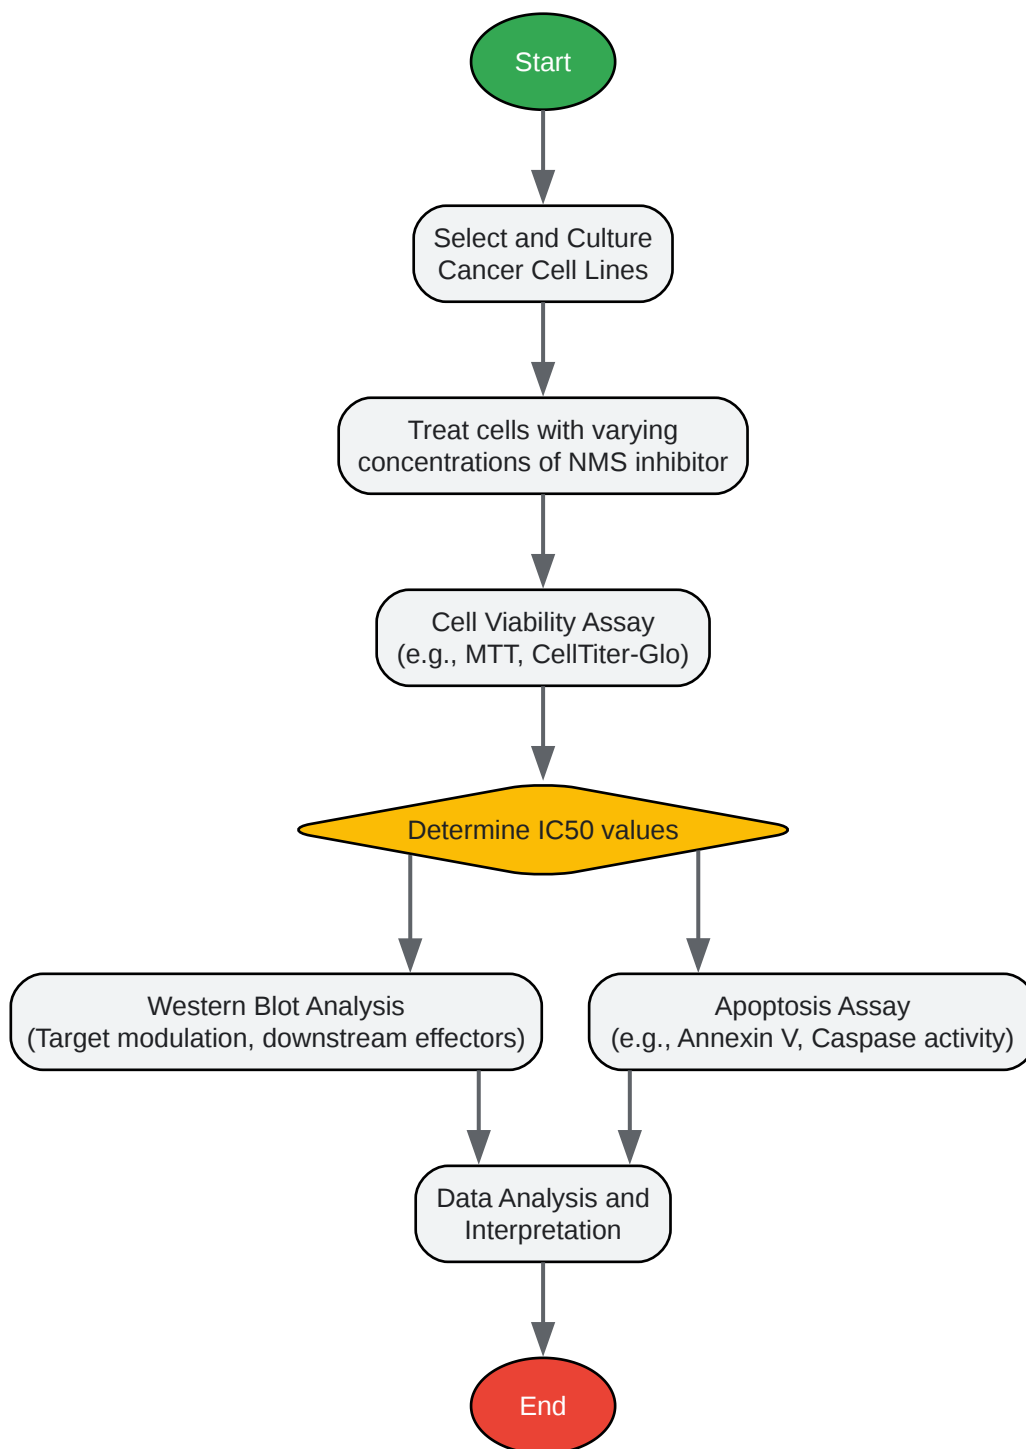 Start
Select and Culture
Cancer Cell Lines
Treat cells with varying
concentrations of NMS inhibitor
Cell Viability Assay
(e.g., MTT, CellTiter-Glo)
Determine IC50 values
Western Blot Analysis
(Target modulation, downstream effectors)
Apoptosis Assay
(e.g., Annexin V, Caspase activity)
Data Analysis and
Interpretation
End